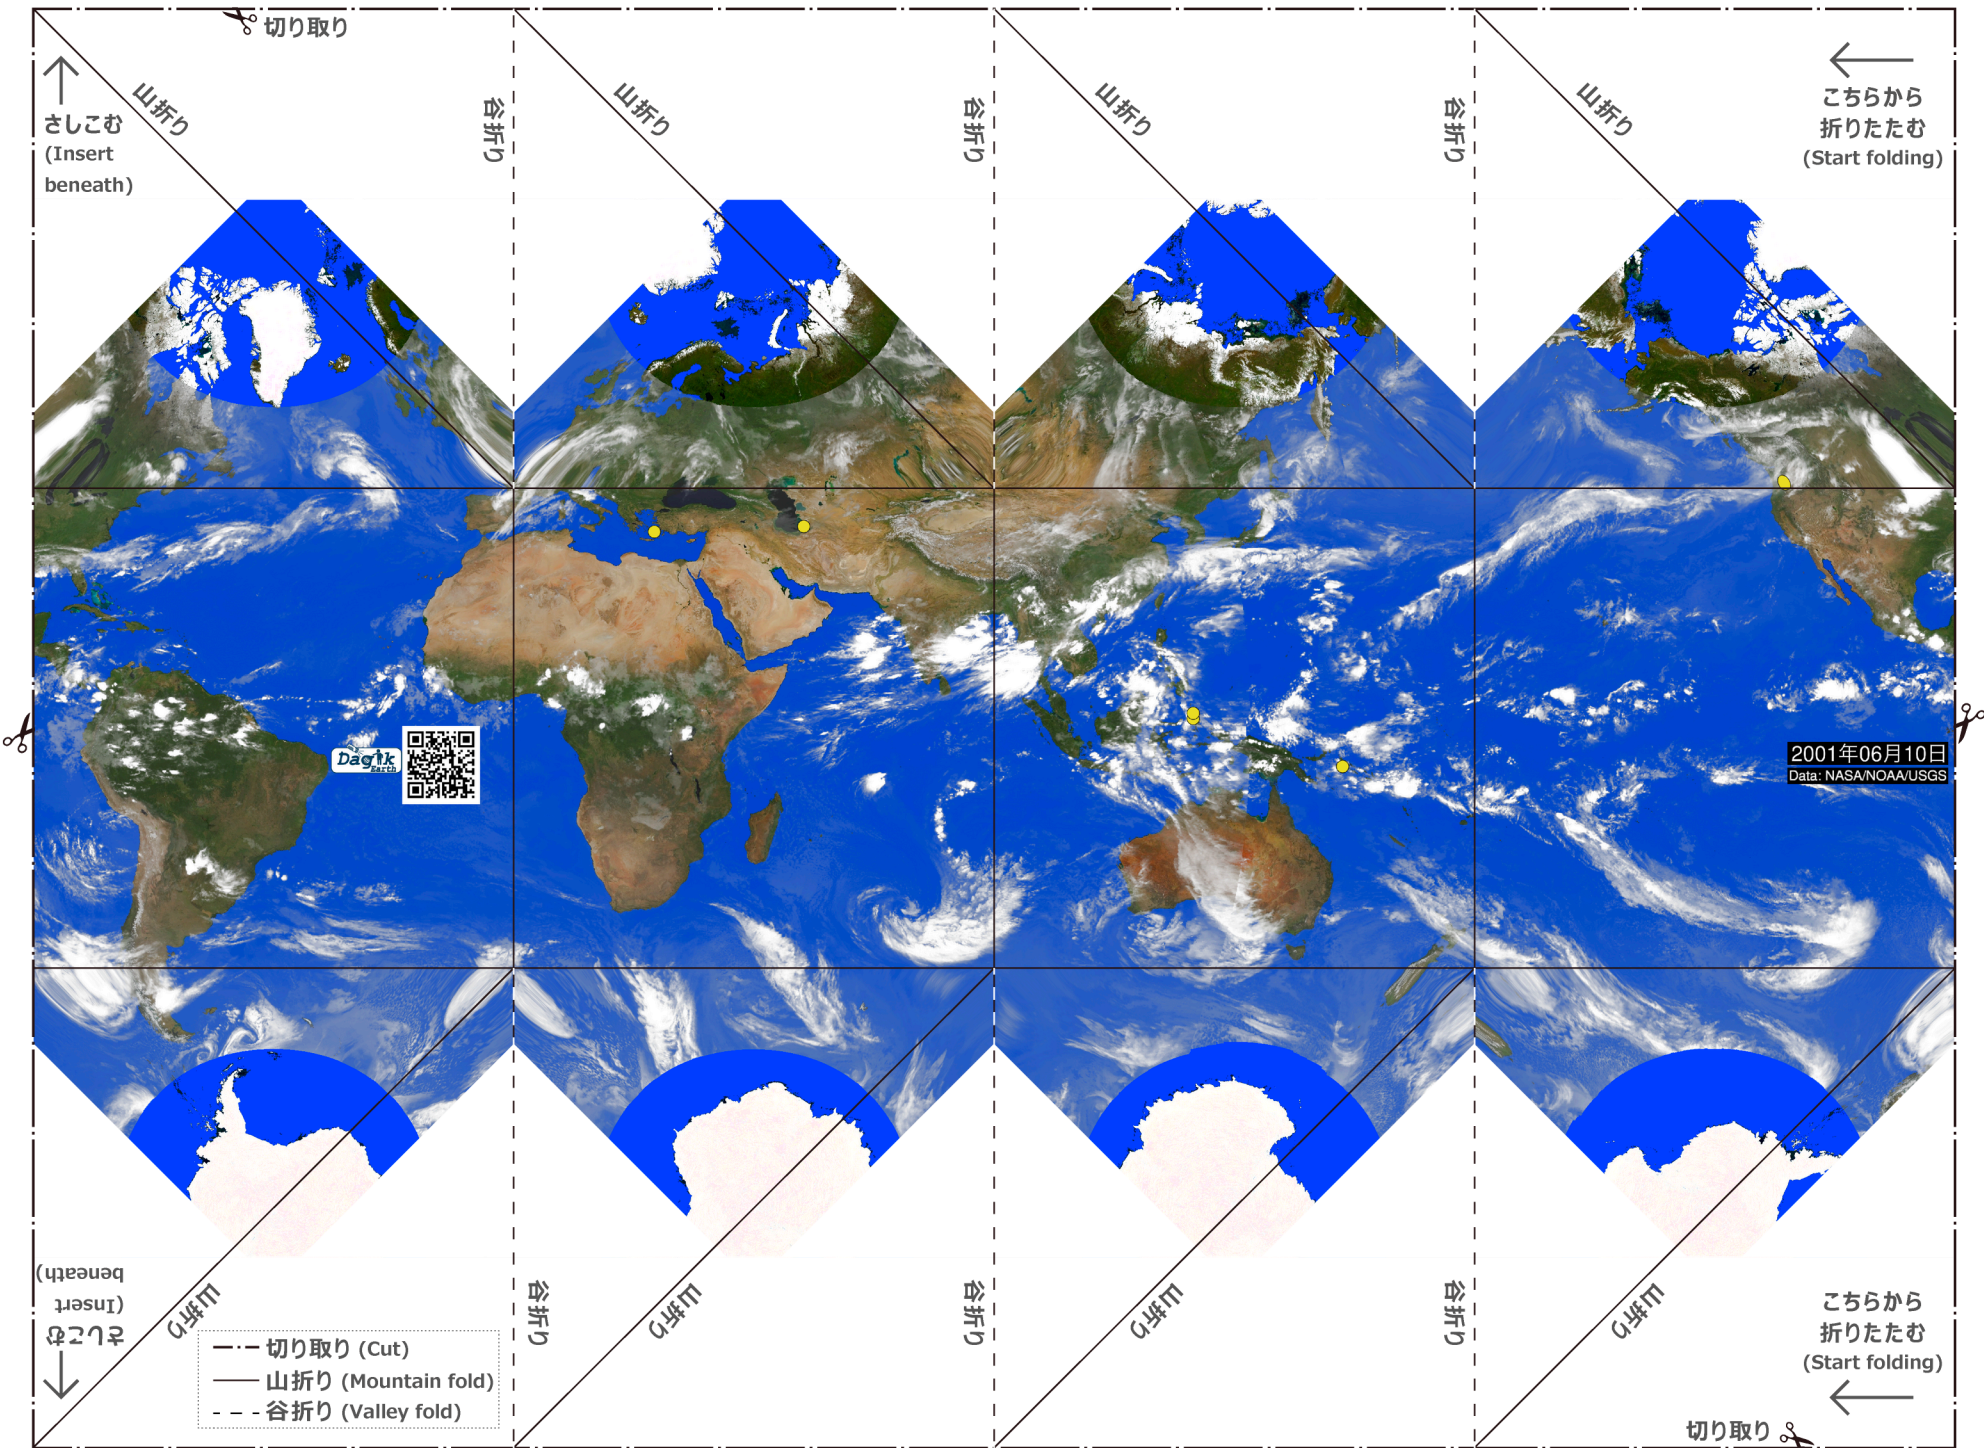 切り取り
山折り
谷折り
山折り
谷折り
山折り
谷折り
山折り
さしこむ
(Insert
beneath)
こちらから
折りたたむ
(Start folding)
Dagik
Earth
2001年06月10日
Data: NASA/NOAA/USGS
さしこむ
(Insert
beneath)
山折り
谷折り
山折り
谷折り
山折り
谷折り
山折り
こちらから
折りたたむ
(Start folding)
切り取り (Cut)
山折り (Mountain fold)
谷折り (Valley fold)
切り取り